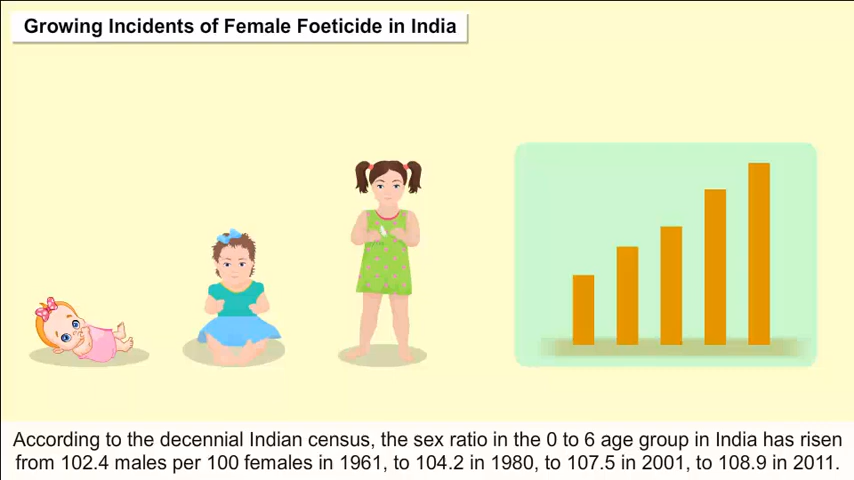 Growing Incidents of Female Foeticide in India
According to the decennial Indian census, the sex ratio in the 0 to 6 age group in India has risen
from 102.4 males per 100 females in 1961, to 104.2 in 1980, to 107.5 in 2001, to 108.9 in 2011.